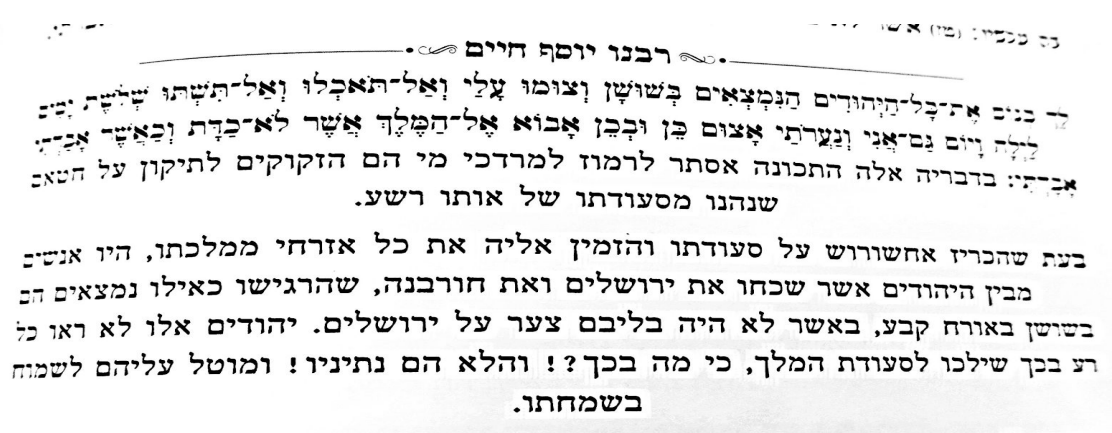 רבנו יוסף חיים
לֵךְ כְּנוֹס אֶת־כָּל־הַיְּהוּדִים הַנִּמְצְאִים בְּשׁוּשָׁן וְצוּמוּ עָלַי וְאַל־תֹּאכְלוּ וְאַל־תִּשְׁתּוּ שְׁלֹשֶׁת יָמִים
לַיְלָה וָיוֹם גַּם־אֲנִי וְנַעֲרֹתַי אָצוּם כֵּן וּבְכֵן אָבוֹא אֶל־הַמֶּלֶךְ אֲשֶׁר לֹא־כַדָּת וְכַאֲשֶׁר אָבַדְתִּי
אָבָדְתִּי: בדבריה אלה התכונה אסתר לרמוז למרדכי מי הם הזקוקים לתיקון על חטאם
שנהנו מסעודתו של אותו רשע.
בעת שהכריז אחשורוש על סעודתו והזמין אליה את כל אזרחי ממלכתו, היו אנשים
מבין היהודים אשר שכחו את ירושלים ואת חורבנה, שהרגישו כאילו נמצאים הם
בשושן באורח קבע, באשר לא היה בליבם צער על ירושלים. יהודים אלו לא ראו כל
רע בכך שילכו לסעודת המלך, כי מה בכך?! והלא הם נתיניו! ומוטל עליהם לשמוח
בשמחתו.